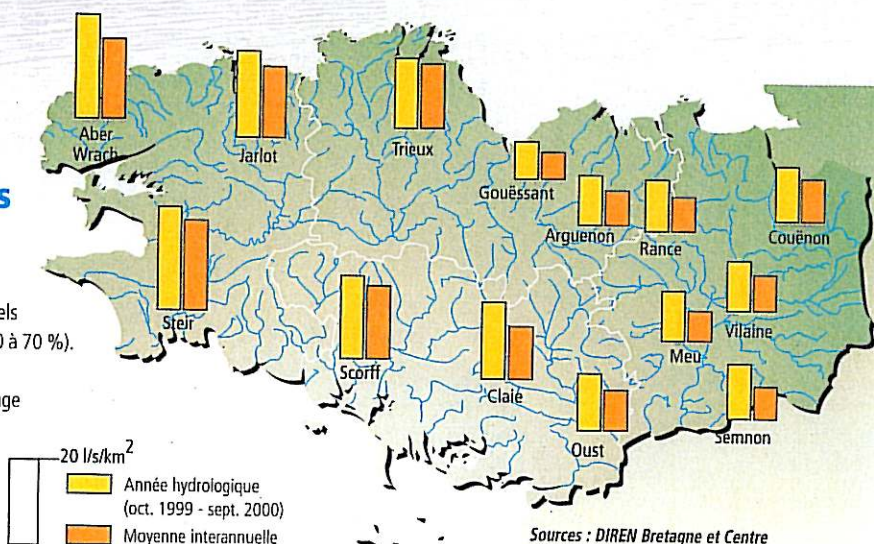 Aber
Wrach
Jarlot
Trieux
Gouëssant
Arguenon
Rance
Couënon
Steir
Scorff
Claie
Oust
Meu
Vilaine
Semnon
s
els
0 à 70 %).
ge
20 l/s/km²
Année hydrologique
(oct. 1999 - sept. 2000)
Moyenne interannuelle
Sources : DIREN Bretagne et Centre